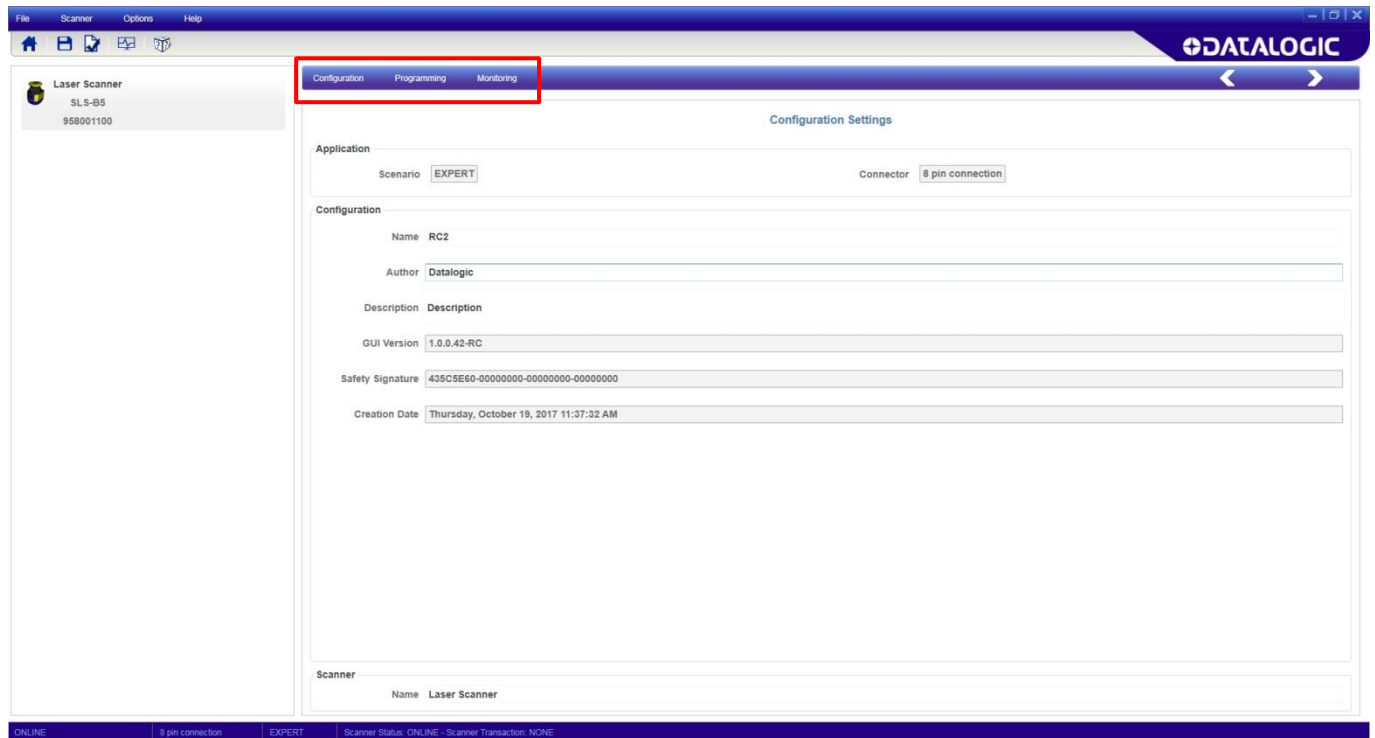 File Scanner Options Help
DATALOGIC
Laser Scanner
SLS-B5
958001100
Configuration Programming Monitoring
Configuration Settings
Application
Scenario EXPERT Connector 8 pin connection
Configuration
Name RC2
Author Datalogic
Description Description
GUI Version 1.0.0.42-RC
Safety Signature 435C5E60-00000000-00000000-00000000
Creation Date Thursday, October 19, 2017 11:37:32 AM
Scanner
Name Laser Scanner
ONLINE 8 pin connection EXPERT Scanner Status: ONLINE - Scanner Transaction: NONE